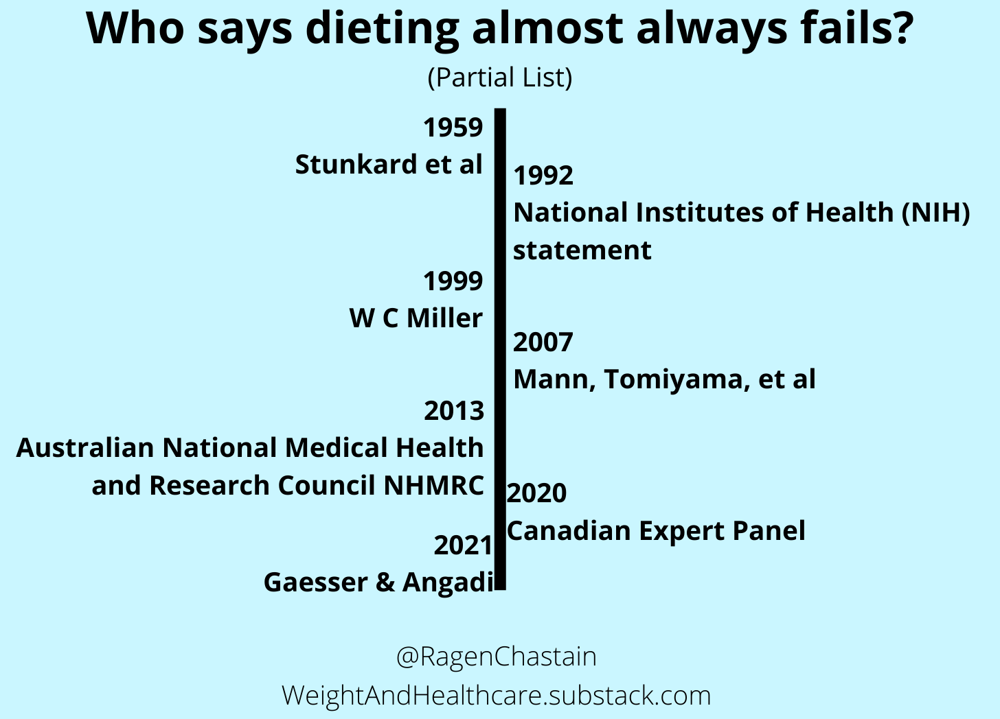 Who says dieting almost always fails?
(Partial List)
1959
Stunkard et al
1992
National Institutes of Health (NIH)
statement
1999
W C Miller
2007
Mann, Tomiyama, et al
2013
Australian National Medical Health
and Research Council NHMRC
2020
Canadian Expert Panel
2021
Gaesser & Angadi
@RagenChastain
WeightAndHealthcare.substack.com